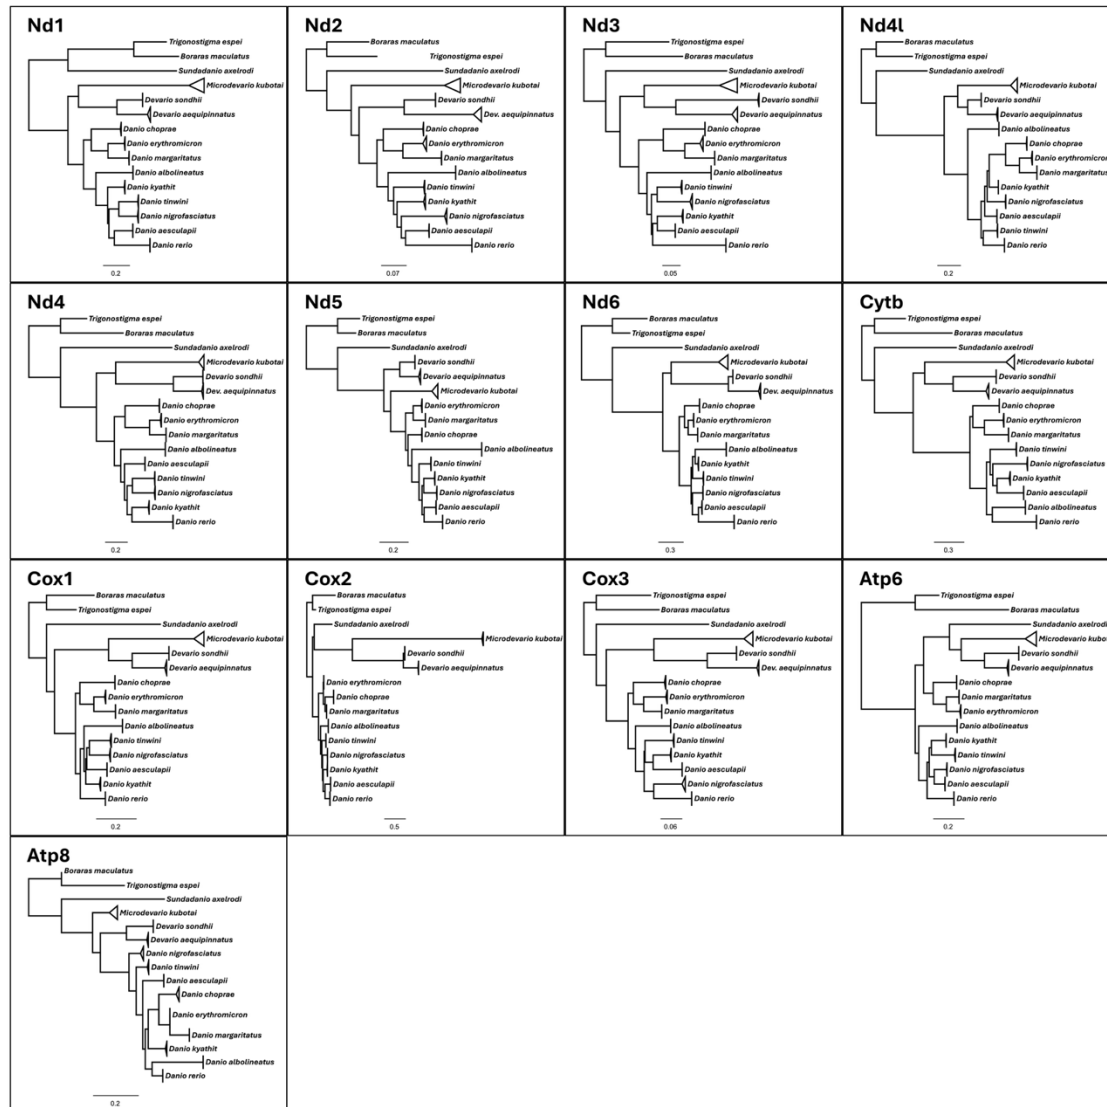 Nd1
Trigonostigma espei
Boraras maculatus
Sundadanio axelrodi
Microdevario kubotai
Devario sondhii
Devario aequipinnatus
Danio choprae
Danio erythromicron
Danio margaritatus
Danio albolineatus
Danio kyathit
Danio tinwini
Danio nigrofasciatus
Danio aesculapii
Danio rerio
0.2
Nd2
Boraras maculatus
Trigonostigma espei
Sundadanio axelrodi
Microdevario kubotai
Devario sondhii
Dev. aequipinnatus
Danio choprae
Danio erythromicron
Danio margaritatus
Danio albolineatus
Danio tinwini
Danio kyathit
Danio nigrofasciatus
Danio aesculapii
Danio rerio
0.07
Nd3
Trigonostigma espei
Boraras maculatus
Sundadanio axelrodi
Microdevario kubotai
Devario sondhii
Devario aequipinnatus
Danio choprae
Danio erythromicron
Danio margaritatus
Danio albolineatus
Danio tinwini
Danio nigrofasciatus
Danio kyathit
Danio aesculapii
Danio rerio
0.05
Nd4l
Boraras maculatus
Trigonostigma espei
Sundadanio axelrodi
Microdevario kubotai
Devario sondhii
Devario aequipinnatus
Danio albolineatus
Danio choprae
Danio erythromicron
Danio margaritatus
Danio kyathit
Danio nigrofasciatus
Danio aesculapii
Danio tinwini
Danio rerio
0.2
Nd4
Trigonostigma espei
Boraras maculatus
Sundadanio axelrodi
Microdevario kubotai
Devario sondhii
Dev. aequipinnatus
Danio choprae
Danio erythromicron
Danio margaritatus
Danio albolineatus
Danio aesculapii
Danio tinwini
Danio nigrofasciatus
Danio kyathit
Danio rerio
0.2
Nd5
Trigonostigma espei
Boraras maculatus
Sundadanio axelrodi
Devario sondhii
Devario aequipinnatus
Microdevario kubotai
Danio erythromicron
Danio margaritatus
Danio choprae
Danio albolineatus
Danio tinwini
Danio kyathit
Danio nigrofasciatus
Danio aesculapii
Danio rerio
0.2
Nd6
Boraras maculatus
Trigonostigma espei
Sundadanio axelrodi
Microdevario kubotai
Devario sondhii
Dev. aequipinnatus
Danio choprae
Danio erythromicron
Danio margaritatus
Danio albolineatus
Danio kyathit
Danio tinwini
Danio nigrofasciatus
Danio aesculapii
Danio rerio
0.3
Cytb
Trigonostigma espei
Boraras maculatus
Sundadanio axelrodi
Microdevario kubotai
Devario sondhii
Devario aequipinnatus
Danio choprae
Danio erythromicron
Danio margaritatus
Danio tinwini
Danio nigrofasciatus
Danio kyathit
Danio aesculapii
Danio albolineatus
Danio rerio
0.3
Cox1
Boraras maculatus
Trigonostigma espei
Sundadanio axelrodi
Microdevario kubotai
Devario sondhii
Devario aequipinnatus
Danio choprae
Danio erythromicron
Danio margaritatus
Danio albolineatus
Danio tinwini
Danio nigrofasciatus
Danio aesculapii
Danio kyathit
Danio rerio
0.2
Cox2
Boraras maculatus
Trigonostigma espei
Sundadanio axelrodi
Microdevario kubotai
Devario sondhii
Devario aequipinnatus
Danio erythromicron
Danio choprae
Danio margaritatus
Danio albolineatus
Danio tinwini
Danio nigrofasciatus
Danio kyathit
Danio aesculapii
Danio rerio
0.5
Cox3
Trigonostigma espei
Boraras maculatus
Sundadanio axelrodi
Microdevario kubotai
Devario sondhii
Dev. aequipinnatus
Danio choprae
Danio erythromicron
Danio margaritatus
Danio albolineatus
Danio tinwini
Danio kyathit
Danio aesculapii
Danio nigrofasciatus
Danio rerio
0.06
Atp6
Trigonostigma espei
Boraras maculatus
Sundadanio axelrodi
Microdevario kubo
Devario sondhii
Devario aequipinnatus
Danio choprae
Danio margaritatus
Danio erythromicron
Danio albolineatus
Danio kyathit
Danio tinwini
Danio nigrofasciatus
Danio aesculapii
Danio rerio
0.2
Atp8
Boraras maculatus
Trigonostigma espei
Sundadanio axelrodi
Microdevario kubotai
Devario sondhii
Devario aequipinnatus
Danio nigrofasciatus
Danio tinwini
Danio aesculapii
Danio choprae
Danio erythromicron
Danio margaritatus
Danio kyathit
Danio albolineatus
Danio rerio
0.2